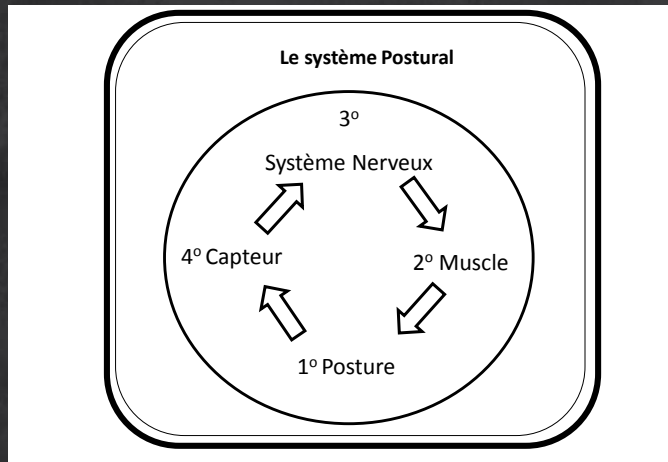 Le système Postural
3º
Système Nerveux
4º Capteur
2º Muscle
1º Posture